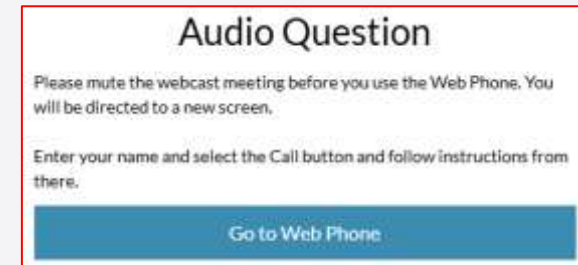 Audio Question
Please mute the webcast meeting before you use the Web Phone. You
will be directed to a new screen.
Enter your name and select the Call button and follow instructions from
there.
Go to Web Phone